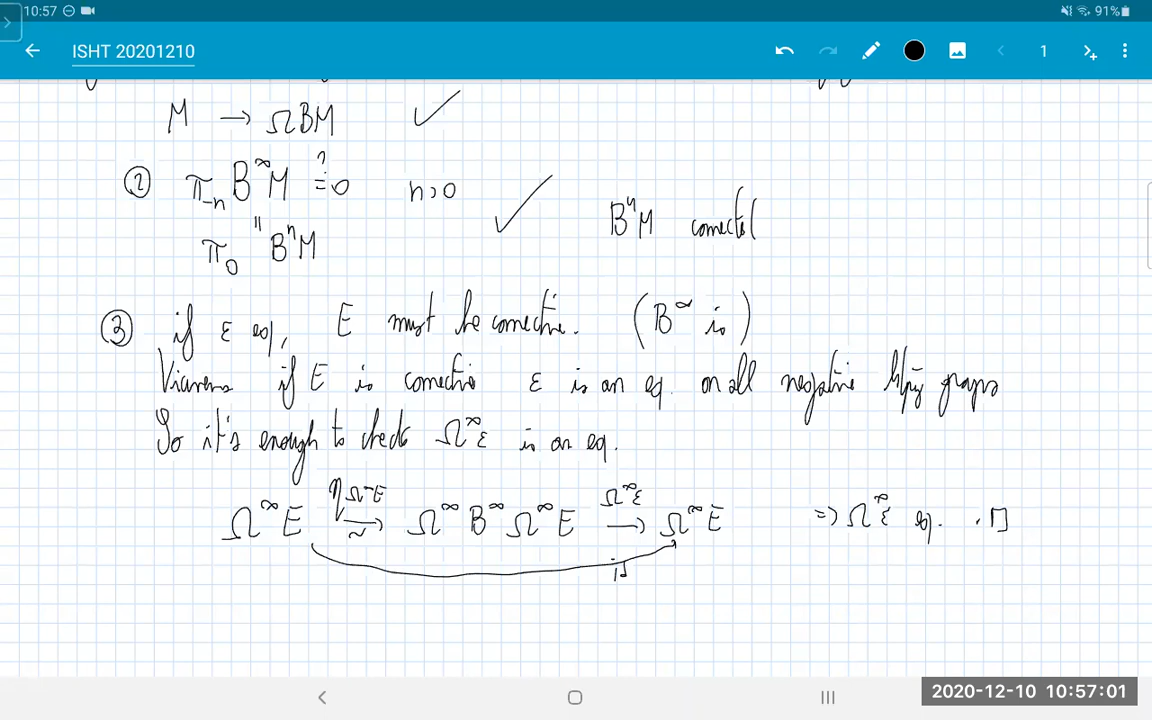 10:57
91%
ISHT 20201210
1
M → ΩBM ✓
② π_{-n} B^∞M ?= 0 n>0 ✓
π_0 B^nM
B^nM connected
③ if ε eq, E must be connective. (B^∞ is)
Viceversa if E is connective ε is an eq. on all negative htpy groups
So it's enough to check Ω^∞ε is an eq.
Ω^∞E →^{η_{Ω^∞E}}_~ Ω^∞B^∞Ω^∞E →^{Ω^∞ε} Ω^∞E ⇒ Ω^∞ε eq. □
id
2020-12-10 10:57:01